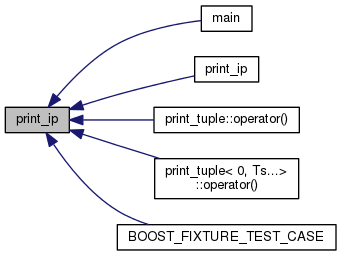 main
print_ip
print_ip
print_tuple::operator()
print_tuple< 0, Ts...>
::operator()
BOOST_FIXTURE_TEST_CASE